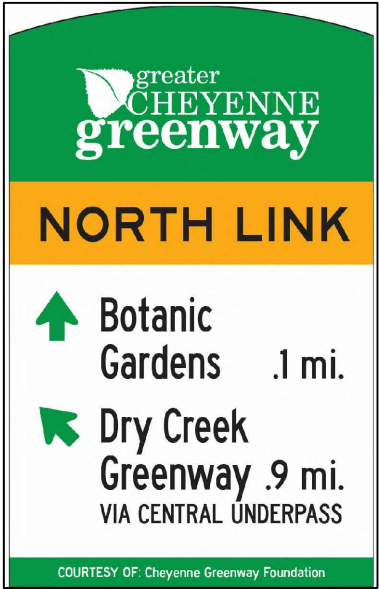 greater
CHEYENNE
greenway
NORTH LINK
Botanic
Gardens .1 mi.
Dry Creek
Greenway .9 mi.
VIA CENTRAL UNDERPASS
COURTESY OF: Cheyenne Greenway Foundation